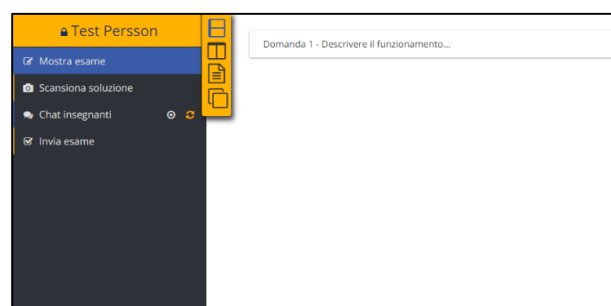 Test Persson
Mostra esame
Scansiona soluzione
Chat insegnanti
Invia esame
Domanda 1 - Descrivere il funzionamento...